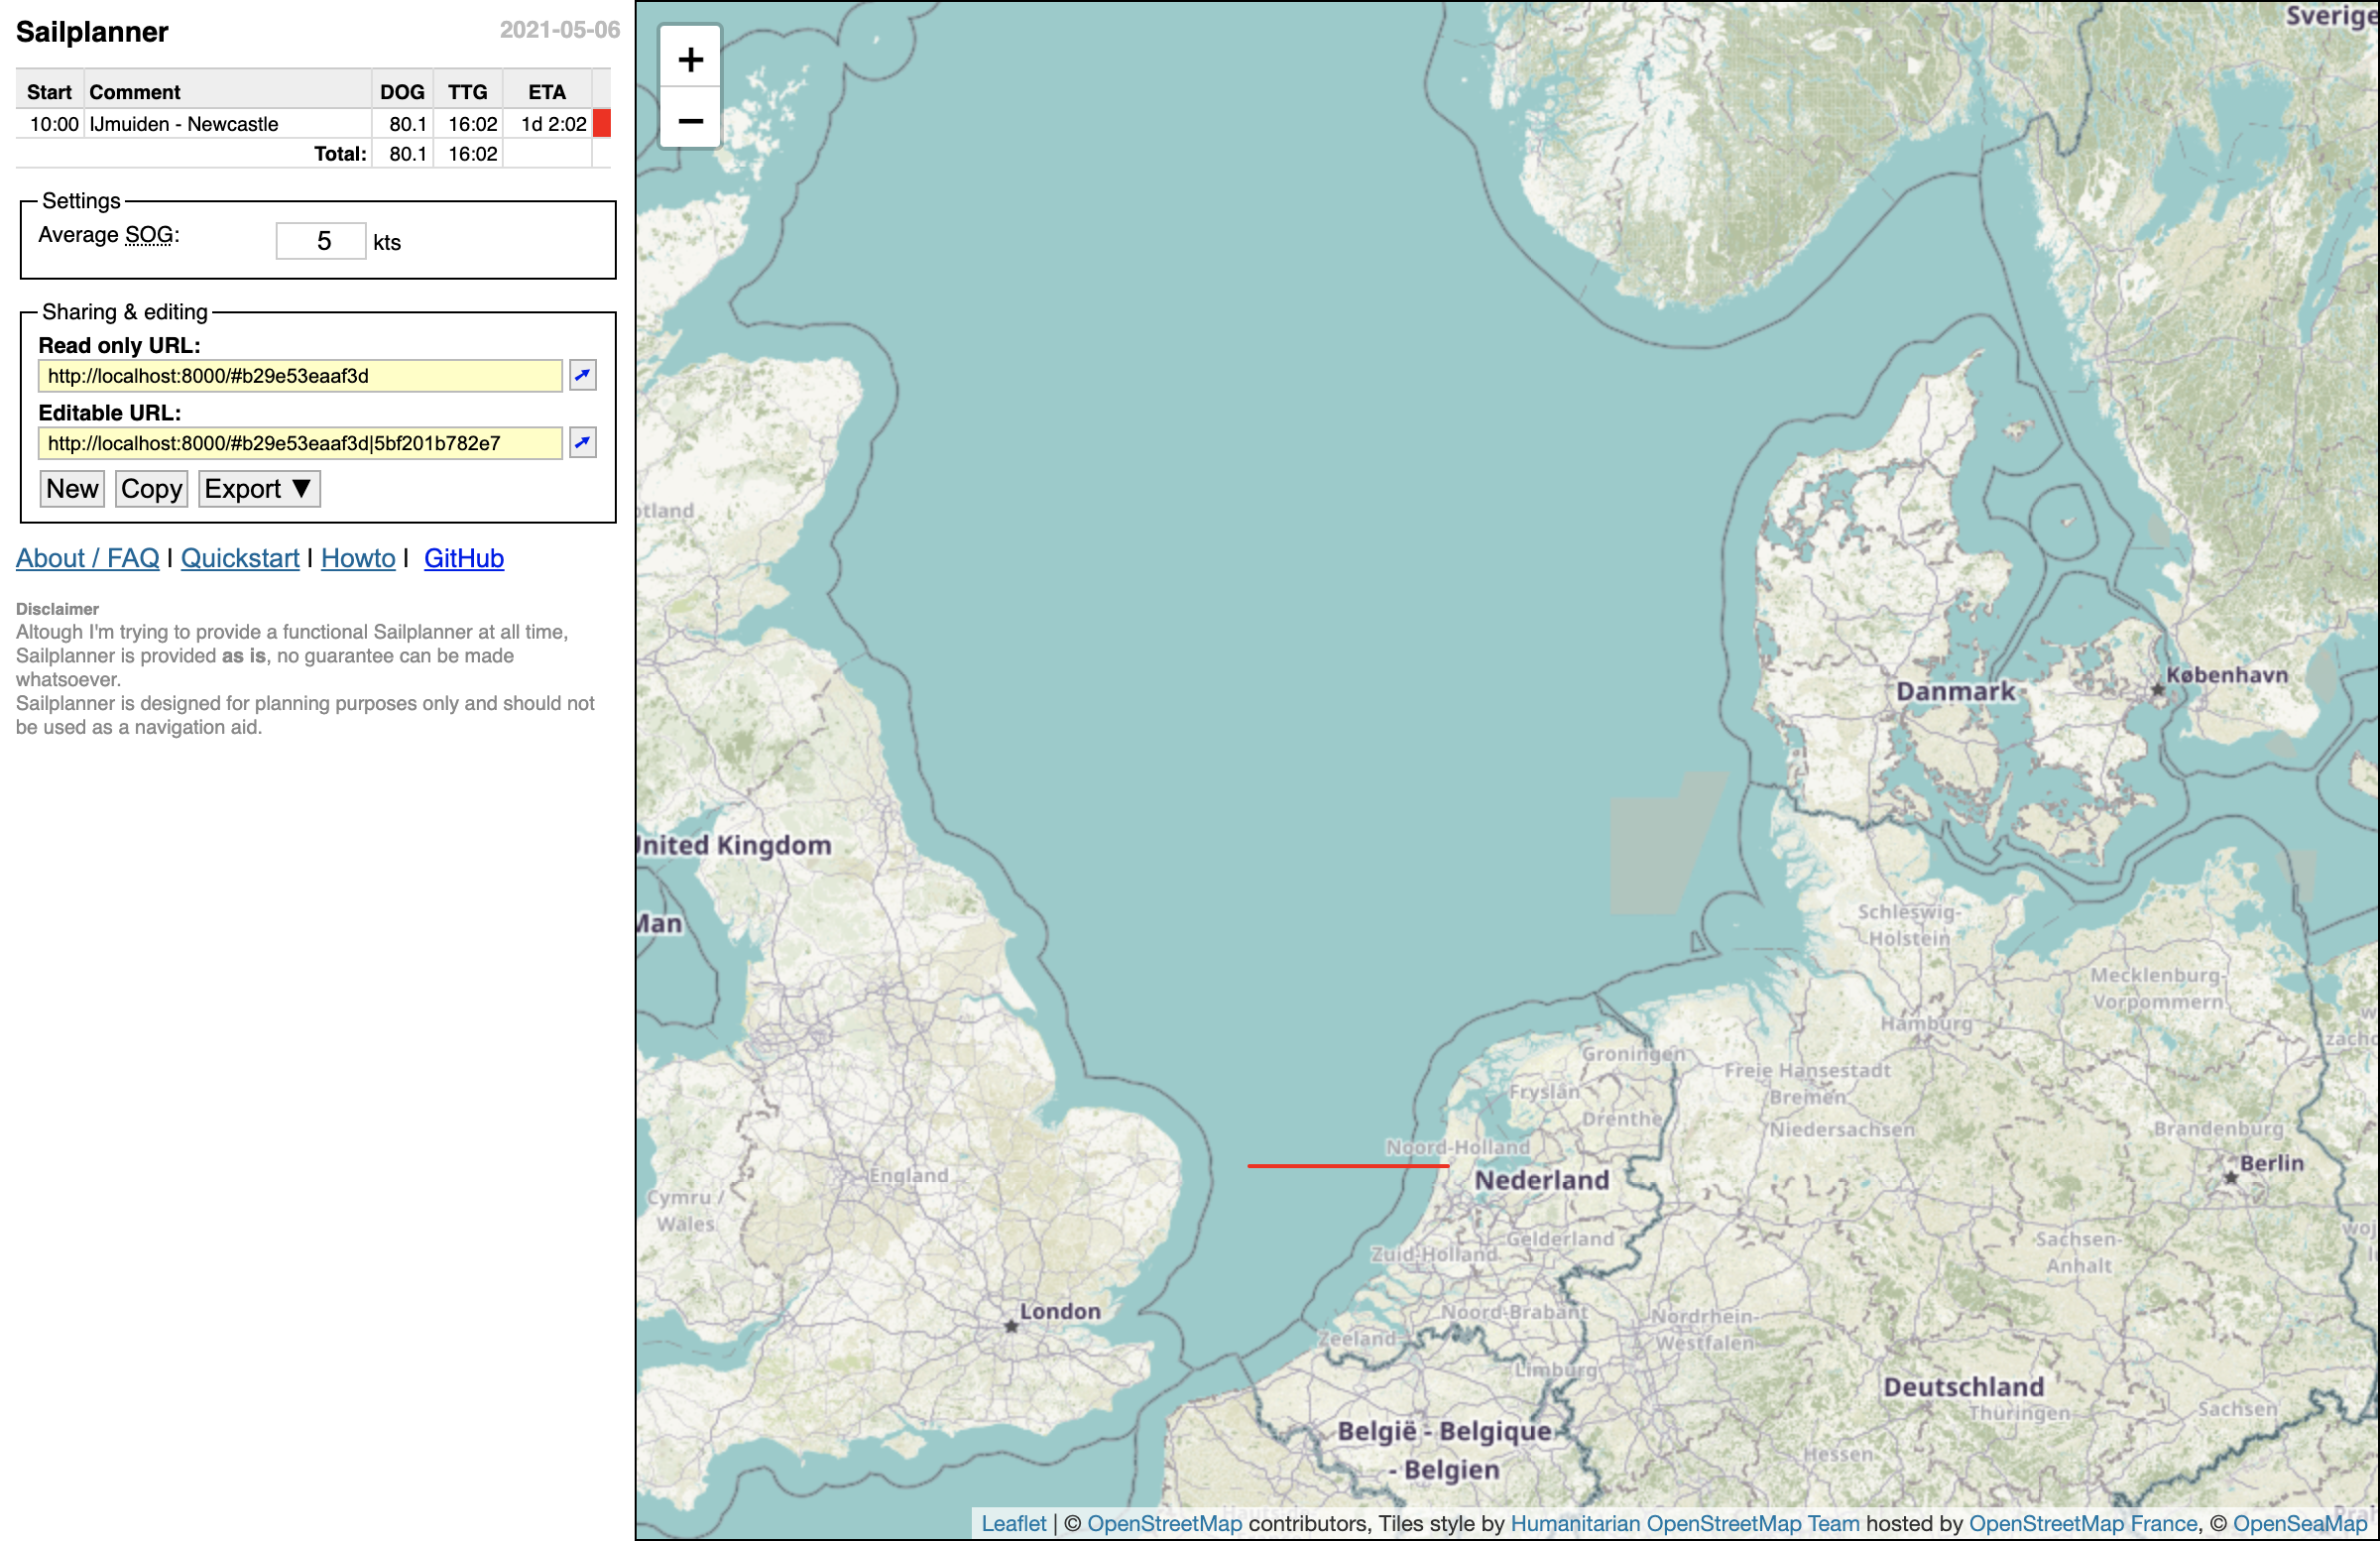 Sailplanner
2021-05-06
Start Comment DOG TTG ETA
10:00 IJmuiden - Newcastle 80.1 16:02 1d 2:02
Total: 80.1 16:02
Settings
Average SOG: 5 kts
Sharing & editing
Read only URL:
http://localhost:8000/#b29e53eaaf3d
Editable URL:
http://localhost:8000/#b29e53eaaf3d|5bf201b782e7
New Copy Export ▼
About / FAQ | Quickstart | Howto | GitHub
Disclaimer
Altough I'm trying to provide a functional Sailplanner at all time,
Sailplanner is provided as is, no guarantee can be made
whatsoever.
Sailplanner is designed for planning purposes only and should not
be used as a navigation aid.
+
−
Sverige
otland
København
Danmark
United Kingdom
Man
Schleswig-
Holstein
Mecklenburg-
Vorpommern
Hamburg
zacho
Groningen
Freie Hansestadt
Bremen
Fryslân
Drenthe
Niedersachsen
Brandenburg
Noord-Holland
Berlin
Nederland
England
Cymru /
Wales
Gelderland
Zuid-Holland
Sachsen-
Anhalt
woj
London
Noord-Brabant
Nordrhein-
Westfalen
Zeeland
Limburg
Deutschland
Thüringen
Sachsen
België - Belgique
- Belgien
Hessen
Leaflet | © OpenStreetMap contributors, Tiles style by Humanitarian OpenStreetMap Team hosted by OpenStreetMap France, © OpenSeaMap